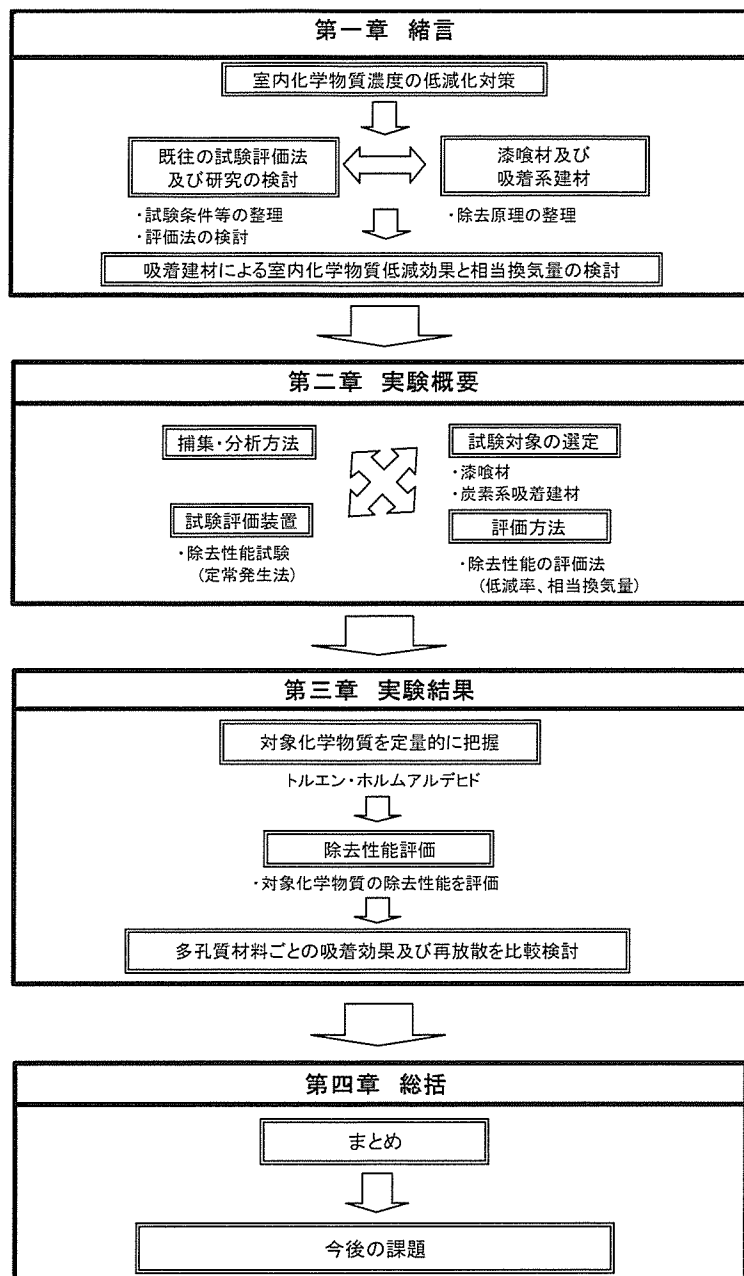 第一章 緒言
室内化学物質濃度の低減化対策
既往の試験評価法
及び研究の検討
・試験条件等の整理
・評価法の検討
漆喰材及び
吸着系建材
・除去原理の整理
吸着建材による室内化学物質低減効果と相当換気量の検討
第二章 実験概要
捕集・分析方法
試験対象の選定
・漆喰材
・炭素系吸着建材
試験評価装置
・除去性能試験
(定常発生法)
評価方法
・除去性能の評価法
(低減率、相当換気量)
第三章 実験結果
対象化学物質を定量的に把握
トルエン・ホルムアルデヒド
除去性能評価
・対象化学物質の除去性能を評価
多孔質材料ごとの吸着効果及び再放散を比較検討
第四章 総括
まとめ
今後の課題